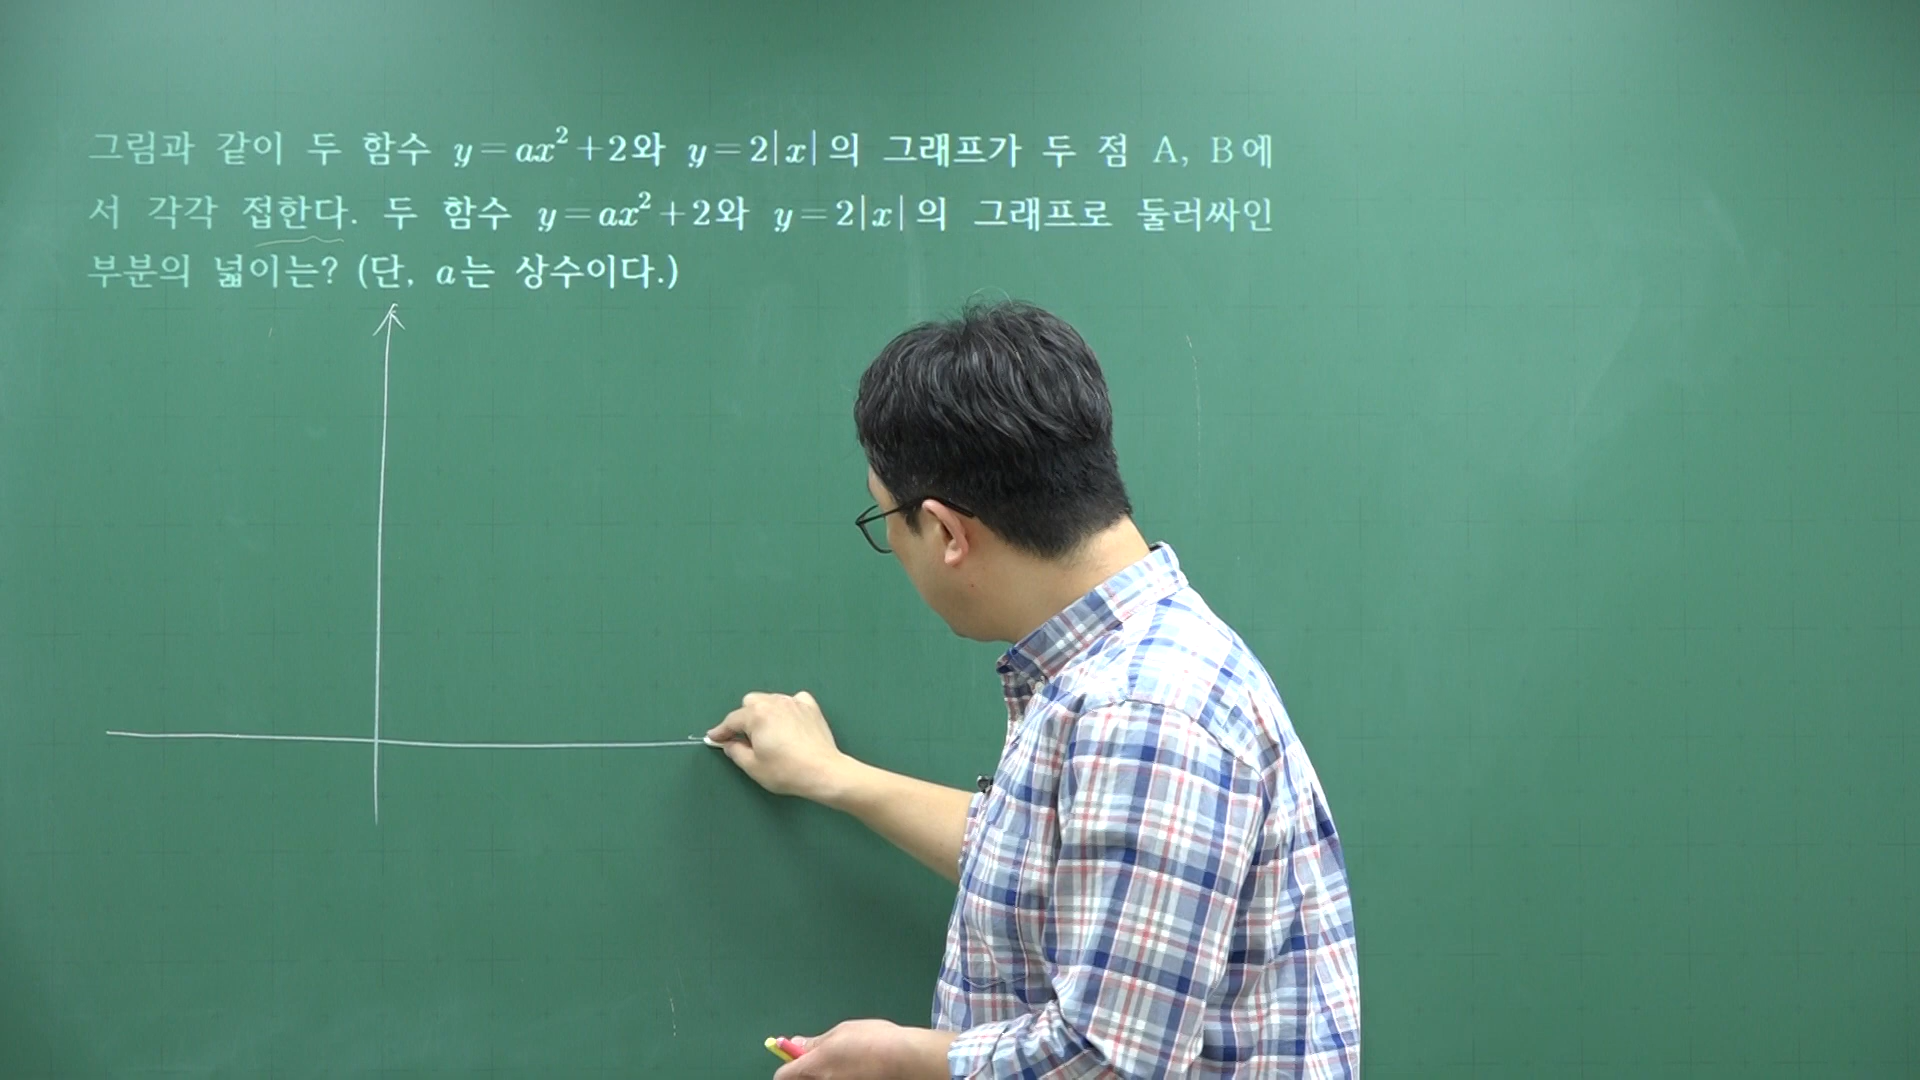 그림과 같이 두 함수 y=ax²+2와 y=2|x|의 그래프가 두 점 A, B에
서 각각 접한다. 두 함수 y=ax²+2와 y=2|x|의 그래프로 둘러싸인
부분의 넓이는? (단, a는 상수이다.)